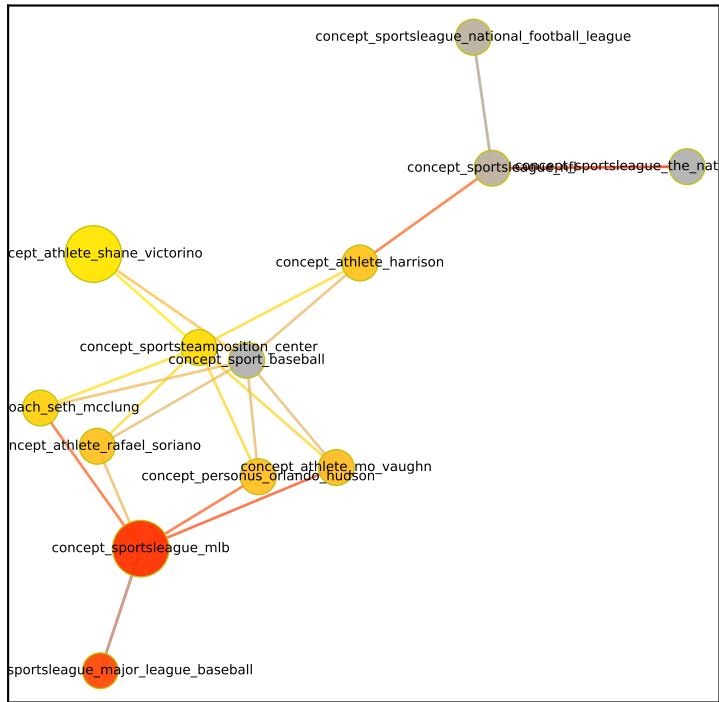 concept_sportsleague_national_football_league
concept_sportsleague_nfl
concept_sportsleague_the_nat
cept_athlete_shane_victorino
concept_athlete_harrison
concept_sportsteamposition_center
concept_sport_baseball
oach_seth_mcclung
ncept_athlete_rafael_soriano
concept_athlete_mo_vaughn
concept_personus_orlando_hudson
concept_sportsleague_mlb
sportsleague_major_league_baseball